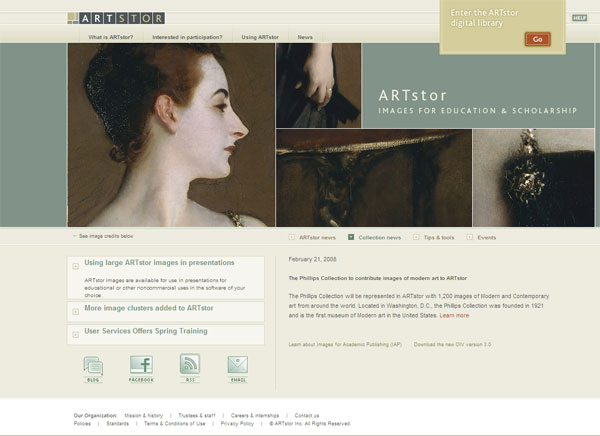 ARTSTOR
Enter the ARTstor
digital library
Go
HELP
What is ARTstor?
Interested in participation?
Using ARTstor
News
ARTstor
IMAGES FOR EDUCATION & SCHOLARSHIP
See image credits below
ARTstor news
Collection news
Tips & tools
Events
Using large ARTstor images in presentations
ARTstor images are available for use in presentations for
educational or other noncommercial uses in the software of your
choice.
More image clusters added to ARTstor
User Services Offers Spring Training
BLOG
FACEBOOK
RSS
EMAIL
February 21, 2008
The Phillips Collection to contribute images of modern art to ARTstor
The Phillips Collection will be represented in ARTstor with 1,200 images of Modern and Contemporary
art from around the world. Located in Washington, D.C., the Phillips Collection was founded in 1921
and is the first museum of Modern art in the United States. Learn more
Learn about Images for Academic Publishing (IAP)
Download the new OIV version 3.0
Our Organization: Mission & history | Trustees & staff | Careers & internships | Contact us
Policies | Standards | Terms & Conditions of Use | Privacy Policy | © ARTstor Inc. All Rights Reserved.